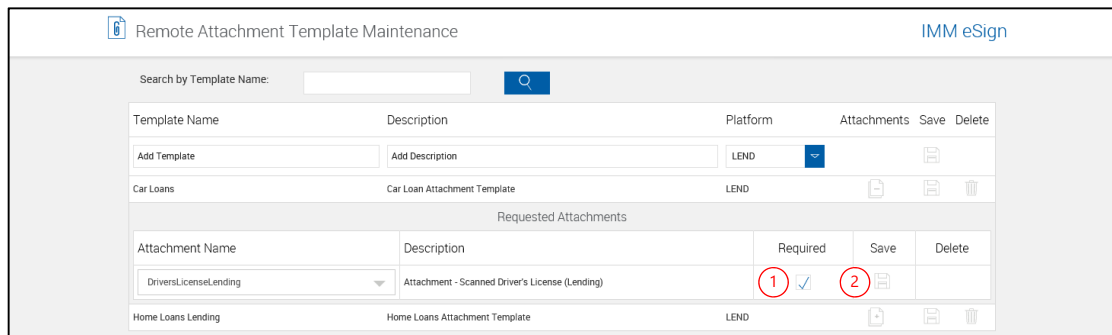 Remote Attachment Template Maintenance IMM eSign
Search by Template Name:
Template Name Description Platform Attachments Save Delete
Add Template Add Description LEND
Car Loans Car Loan Attachment Template LEND
Requested Attachments
Attachment Name Description Required Save Delete
DriversLicenseLending Attachment - Scanned Driver's License (Lending) 1 2
Home Loans Lending Home Loans Attachment Template LEND